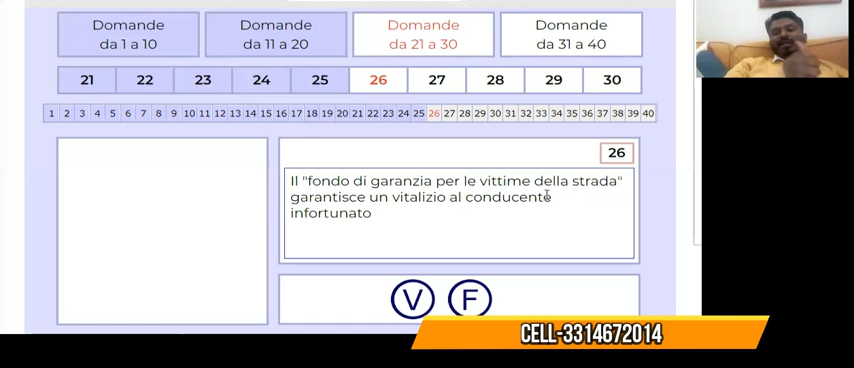 Domande
da 1 a 10
Domande
da 11 a 20
Domande
da 21 a 30
Domande
da 31 a 40
21 22 23 24 25 26 27 28 29 30
1 2 3 4 5 6 7 8 9 10 11 12 13 14 15 16 17 18 19 20 21 22 23 24 25 26 27 28 29 30 31 32 33 34 35 36 37 38 39 40
26
Il "fondo di garanzia per le vittime della strada"
garantisce un vitalizio al conducente
infortunato
V F
CELL-3314672014